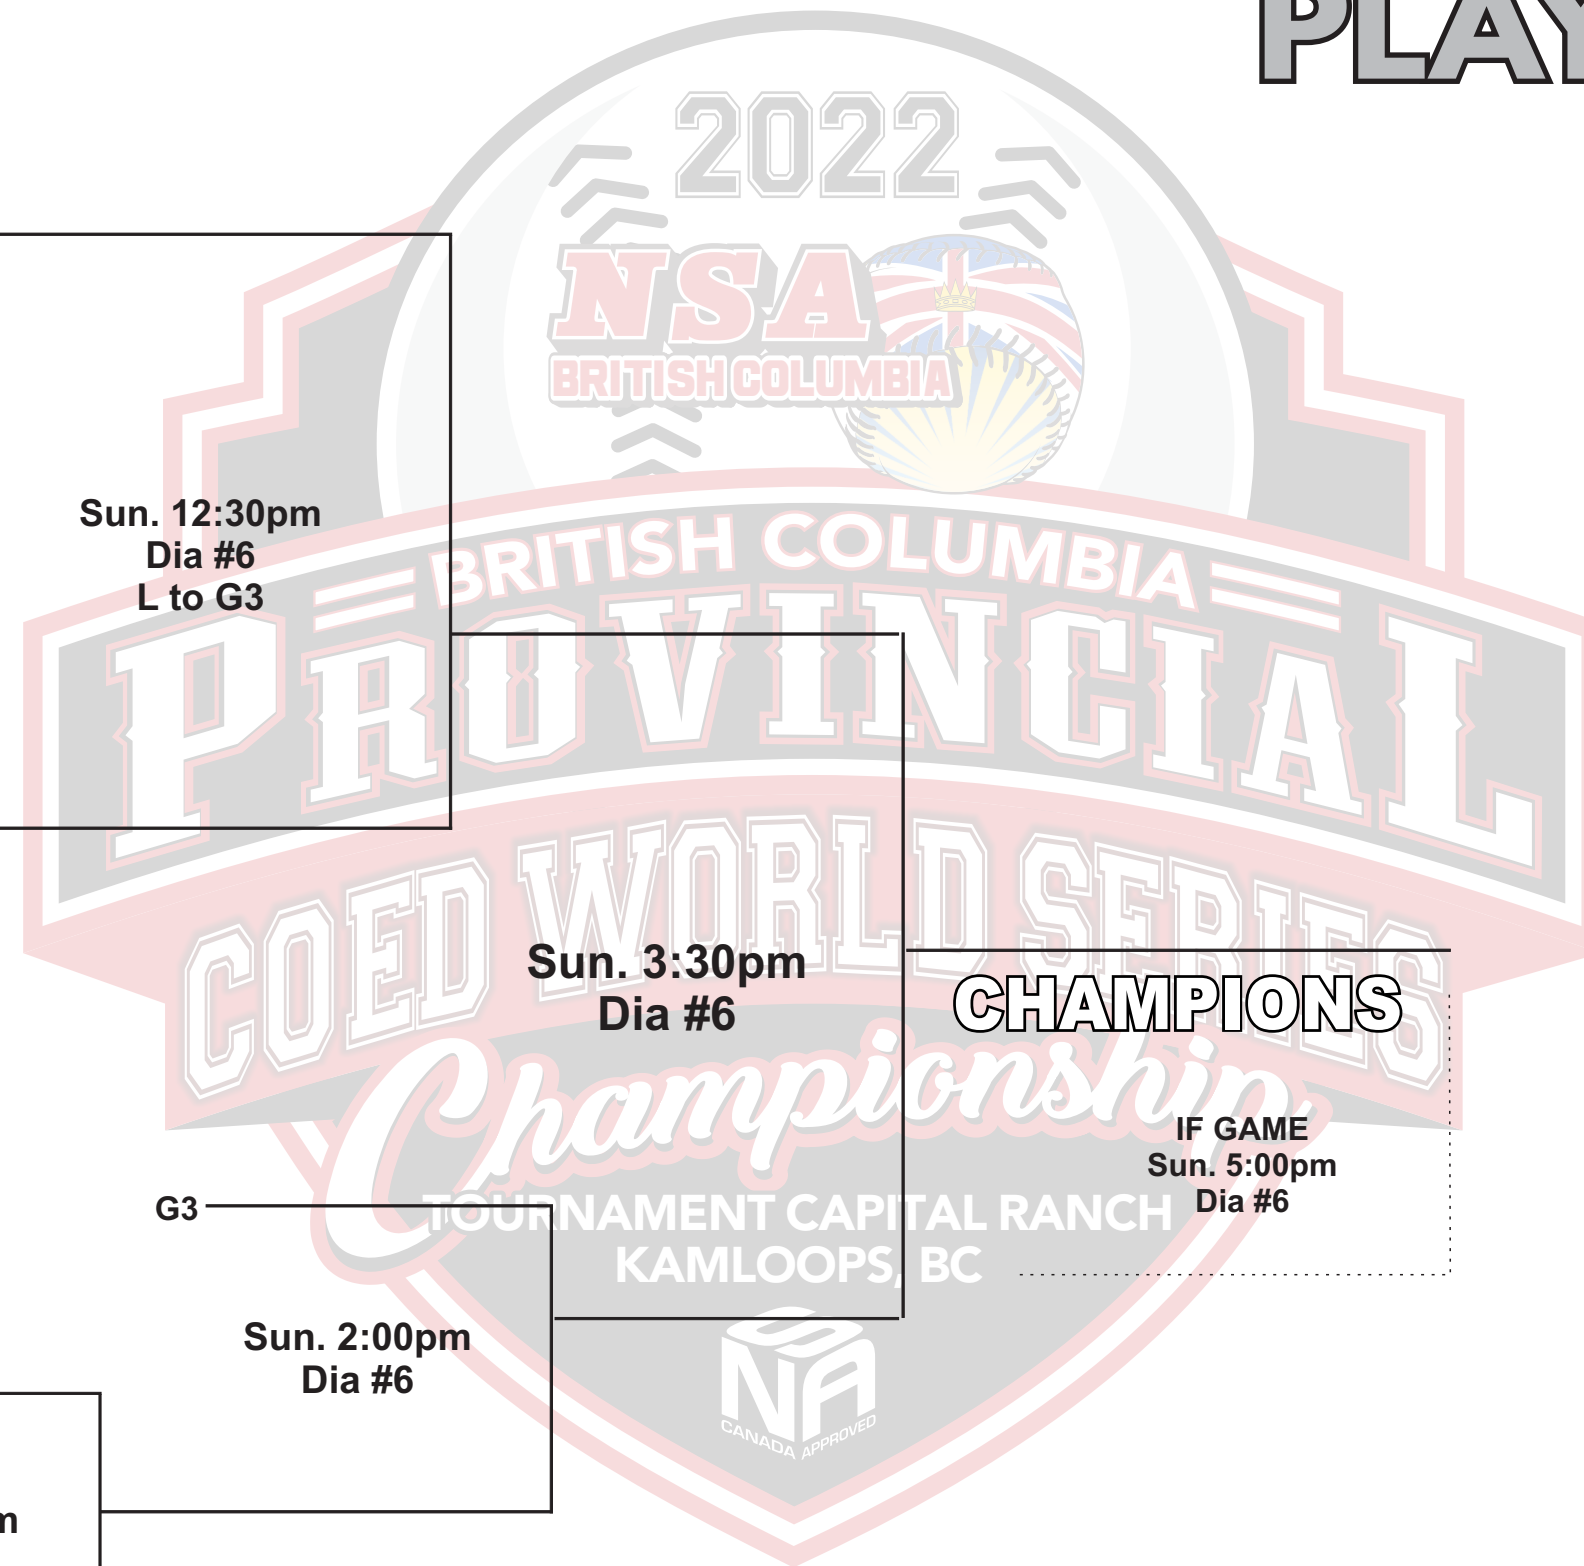 PLAY
2022
NSA
BRITISH COLUMBIA
Sun. 12:30pm
Dia #6
L to G3
BRITISH COLUMBIA
PROVINCIAL
COED WORLD SERIES
Sun. 3:30pm
Dia #6
CHAMPIONS
Championship
IF GAME
Sun. 5:00pm
Dia #6
G3
TOURNAMENT CAPITAL RANCH
KAMLOOPS, BC
Sun. 2:00pm
Dia #6
NSA
CANADA APPROVED
m